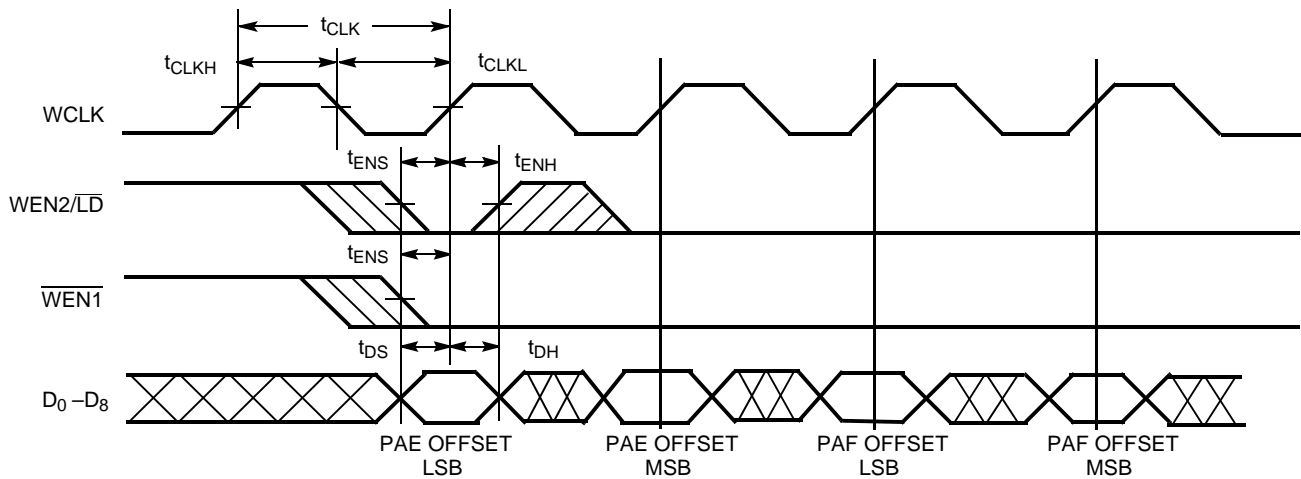 tCLK
tCLKH
tCLKL
WCLK
tENS
tENH
WEN2/LD
tENS
WEN1
tDS
tDH
D0 –D8
PAE OFFSET
LSB
PAE OFFSET
MSB
PAF OFFSET
LSB
PAF OFFSET
MSB